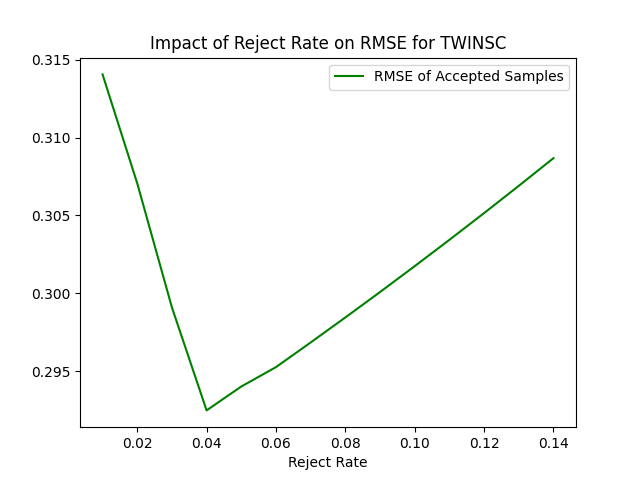 Impact of Reject Rate on RMSE for TWINSC
RMSE of Accepted Samples
0.315
0.310
0.305
0.300
0.295
0.02 0.04 0.06 0.08 0.10 0.12 0.14
Reject Rate